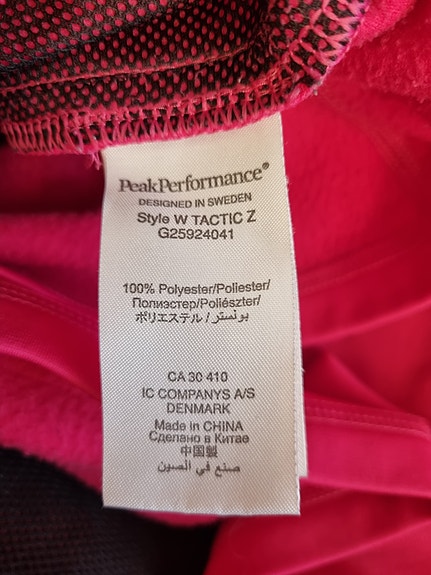 PeakPerformance®
DESIGNED IN SWEDEN
Style W TACTIC Z
G25924041
100% Polyester/Poliester/
Полиэстер/Poliészter/
ポリエステル/بوليستر/
CA 30 410
IC COMPANYS A/S
DENMARK
Made in CHINA
Сделано в Китае
中国製
صنع في الصين